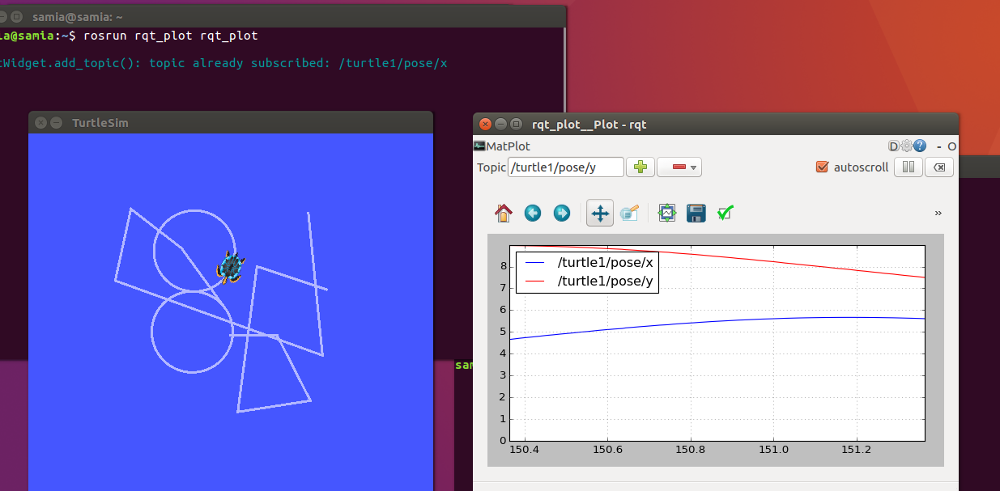 samia@samia: ~
ia@samia:~$ rosrun rqt_plot rqt_plot
tWidget.add_topic(): topic already subscribed: /turtle1/pose/x
TurtleSim
rqt_plot__Plot - rqt
MatPlot
D
?
- O
Topic /turtle1/pose/y
autoscroll
»
/turtle1/pose/x
/turtle1/pose/y
8
7
6
5
4
3
2
1
0
150.4 150.6 150.8 151.0 151.2
sam